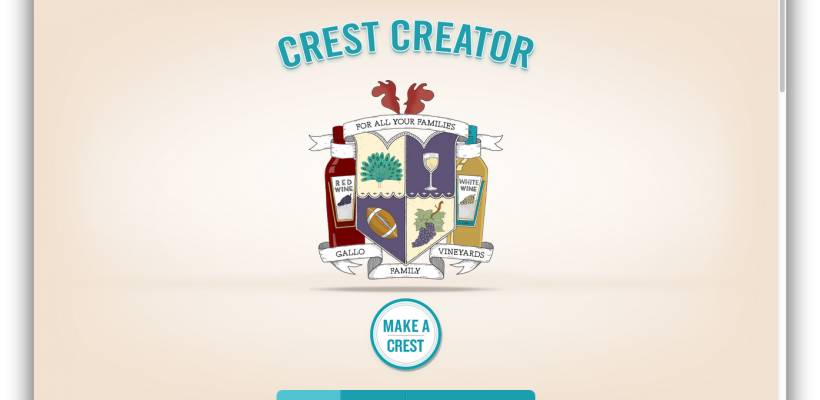 CREST CREATOR
FOR ALL YOUR FAMILIES
RED
WINE
WHITE
WINE
GALLO
FAMILY
VINEYARDS
MAKE A
CREST